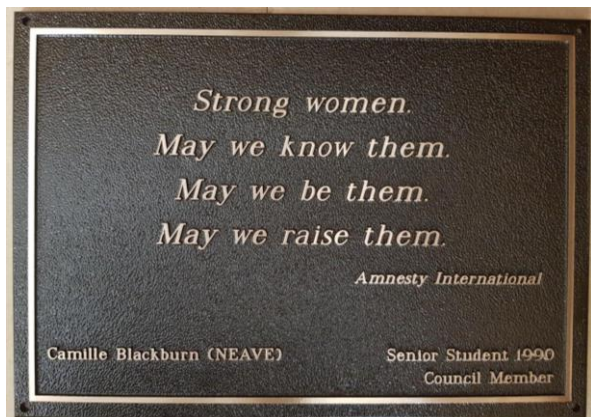 Strong women.
May we know them.
May we be them.
May we raise them.
Amnesty International
Camille Blackburn (NEAVE)
Senior Student 1990
Council Member